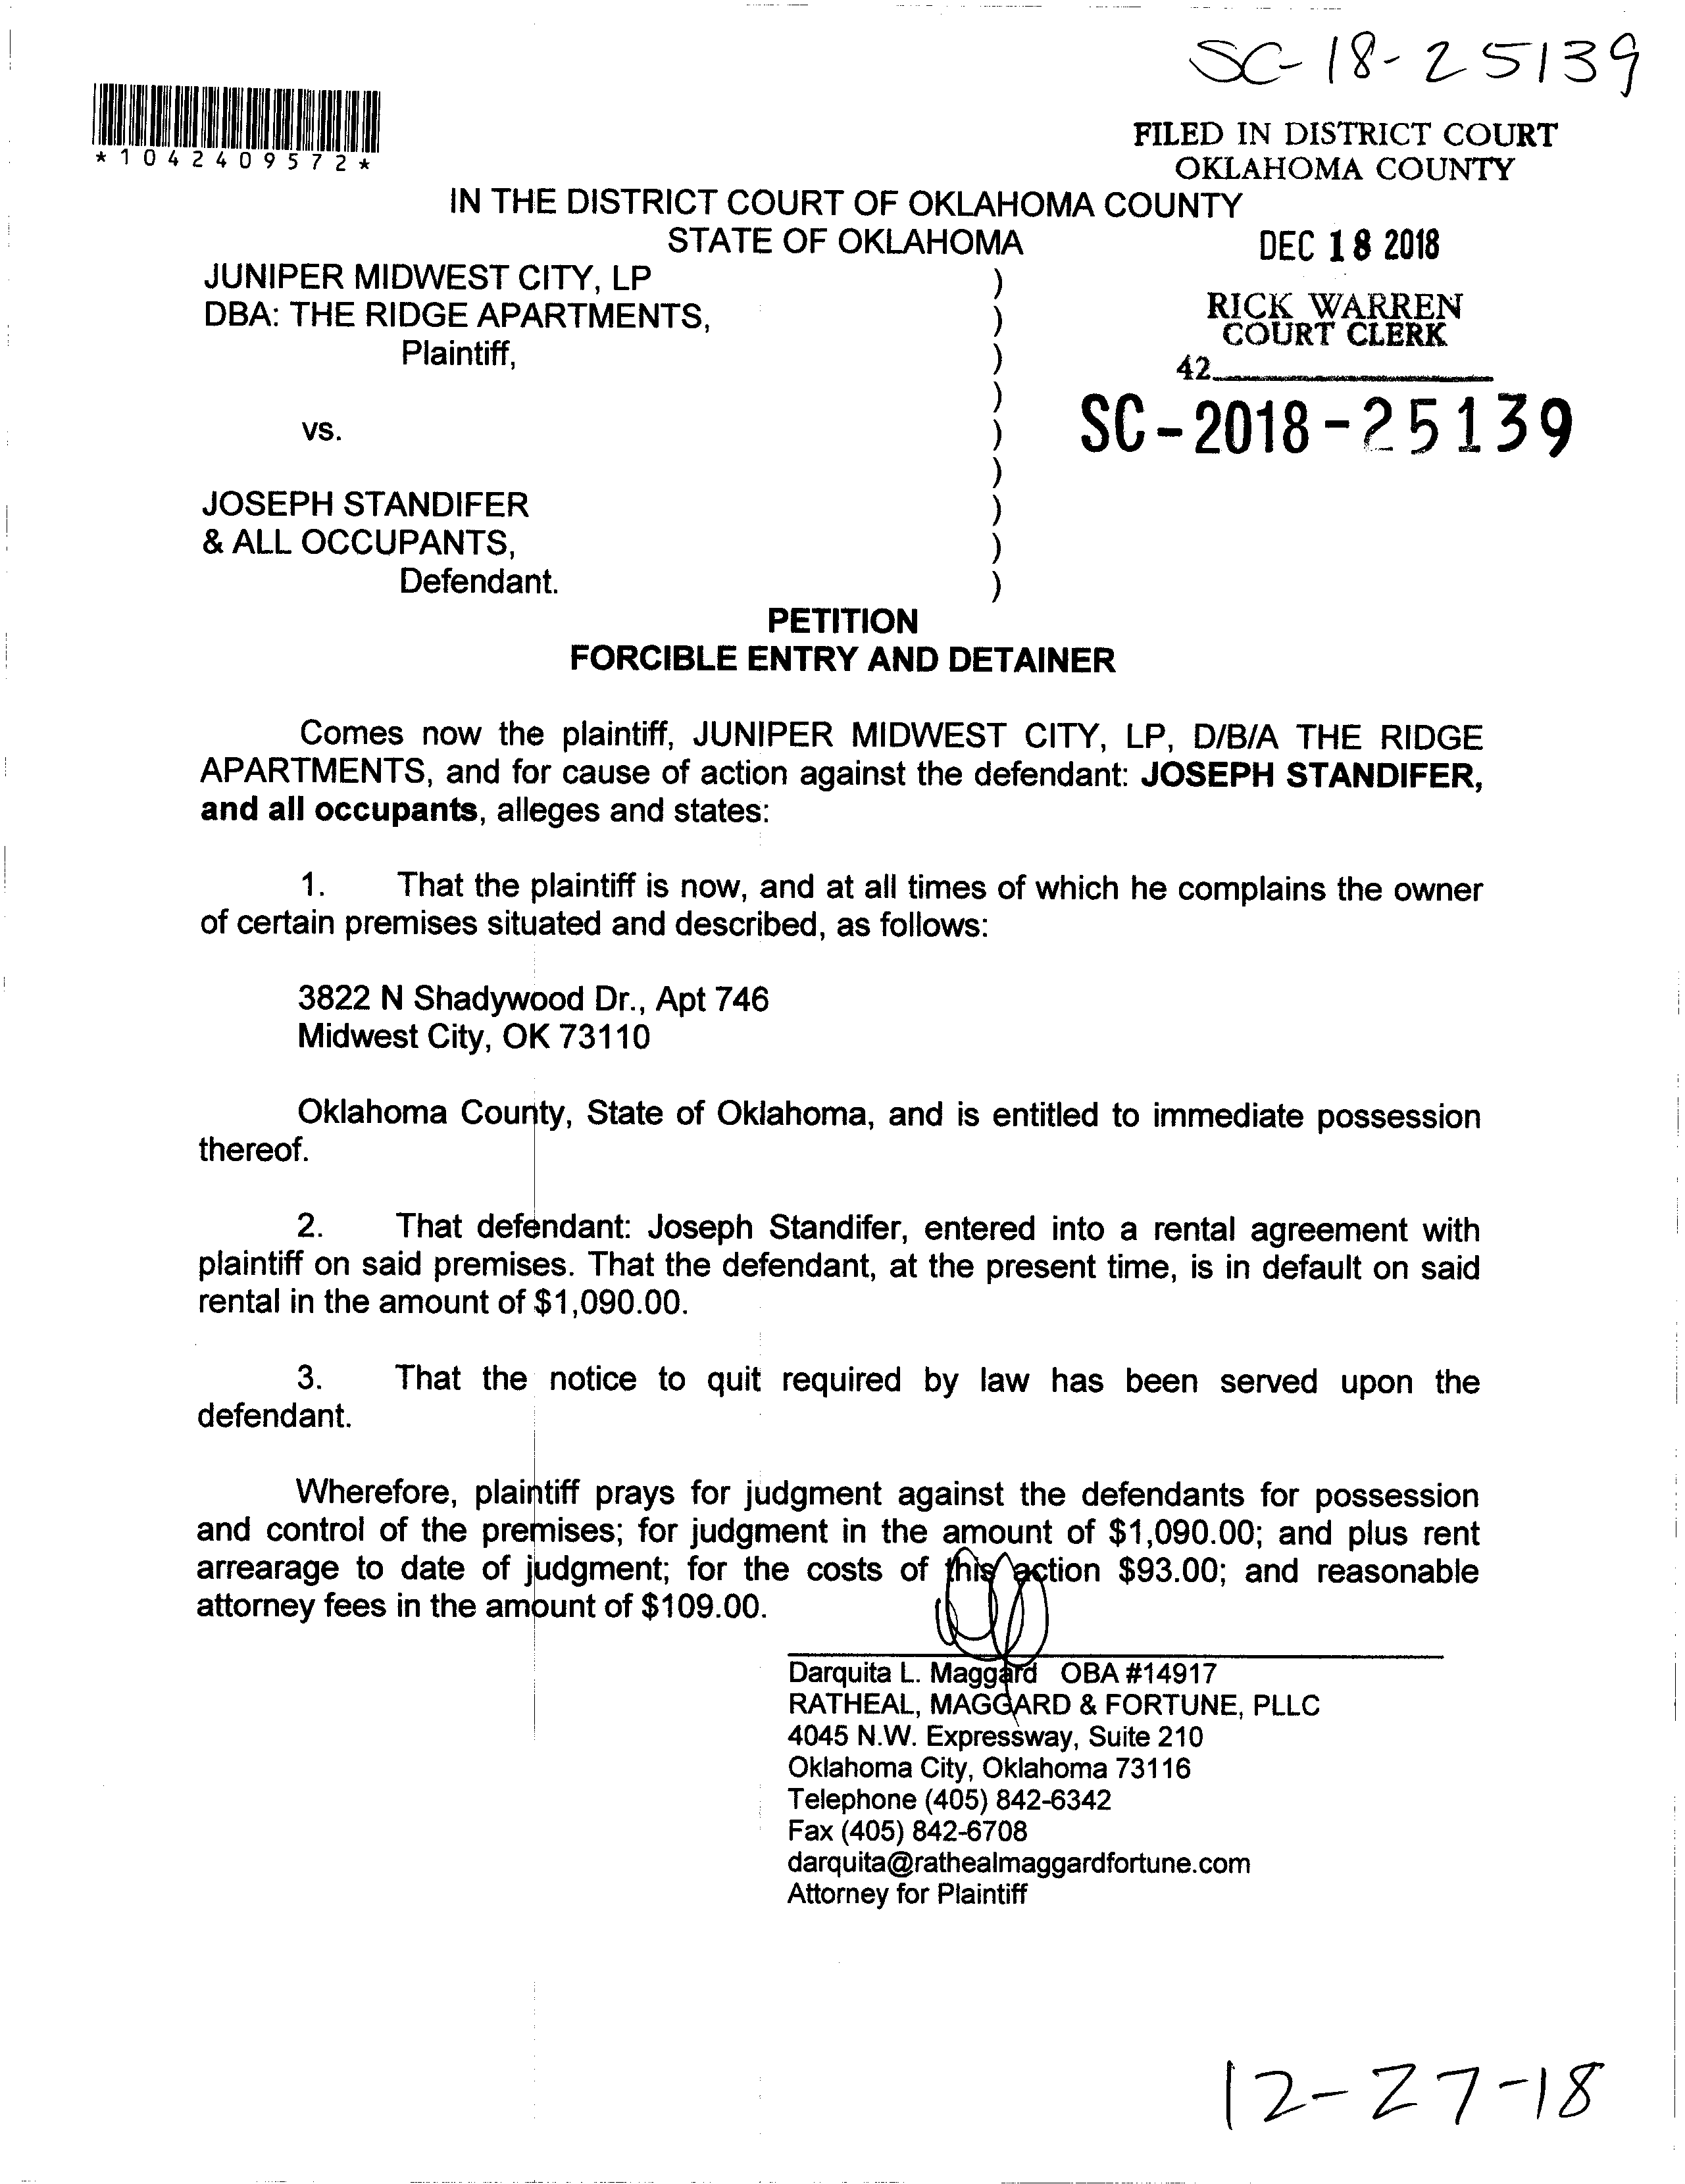 SC-18-25139
*1042409572*
FILED IN DISTRICT COURT
OKLAHOMA COUNTY
IN THE DISTRICT COURT OF OKLAHOMA COUNTY
STATE OF OKLAHOMA
DEC 18 2018
JUNIPER MIDWEST CITY, LP )
DBA: THE RIDGE APARTMENTS, )
Plaintiff, )
)
vs. )
)
JOSEPH STANDIFER )
& ALL OCCUPANTS, )
Defendant. )
RICK WARREN
COURT CLERK
42
SC-2018-25139
PETITION
FORCIBLE ENTRY AND DETAINER
Comes now the plaintiff, JUNIPER MIDWEST CITY, LP, D/B/A THE RIDGE
APARTMENTS, and for cause of action against the defendant: JOSEPH STANDIFER,
and all occupants, alleges and states:
1. That the plaintiff is now, and at all times of which he complains the owner
of certain premises situated and described, as follows:
3822 N Shadywood Dr., Apt 746
Midwest City, OK 73110
Oklahoma County, State of Oklahoma, and is entitled to immediate possession
thereof.
2. That defendant: Joseph Standifer, entered into a rental agreement with
plaintiff on said premises. That the defendant, at the present time, is in default on said
rental in the amount of $1,090.00.
3. That the notice to quit required by law has been served upon the
defendant.
Wherefore, plaintiff prays for judgment against the defendants for possession
and control of the premises; for judgment in the amount of $1,090.00; and plus rent
arrearage to date of judgment; for the costs of this action $93.00; and reasonable
attorney fees in the amount of $109.00.
Darquita L. Maggard OBA #14917
RATHEAL, MAGGARD & FORTUNE, PLLC
4045 N.W. Expressway, Suite 210
Oklahoma City, Oklahoma 73116
Telephone (405) 842-6342
Fax (405) 842-6708
darquita@rathealmaggardfortune.com
Attorney for Plaintiff
12-27-18